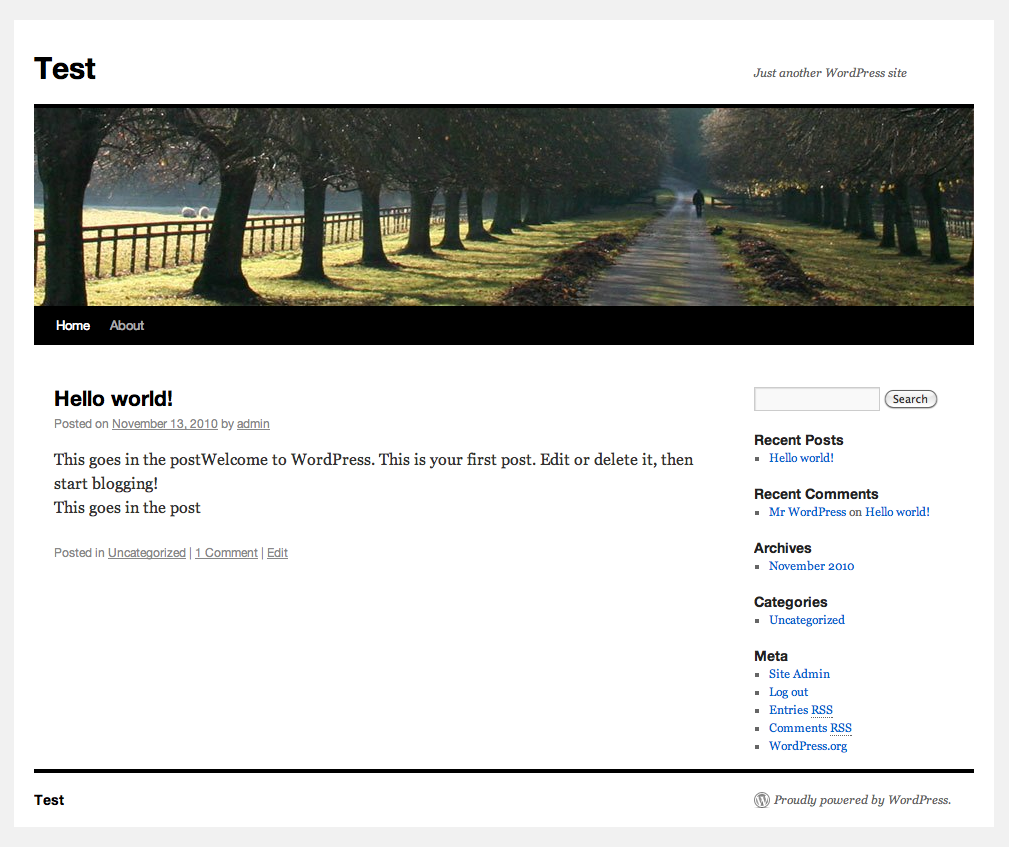 Test
Just another WordPress site
Home About
Hello world!
Posted on November 13, 2010 by admin
This goes in the postWelcome to WordPress. This is your first post. Edit or delete it, then
start blogging!
This goes in the post
Posted in Uncategorized | 1 Comment | Edit
Search
Recent Posts
Hello world!
Recent Comments
Mr WordPress on Hello world!
Archives
November 2010
Categories
Uncategorized
Meta
Site Admin
Log out
Entries RSS
Comments RSS
WordPress.org
Test
Proudly powered by WordPress.